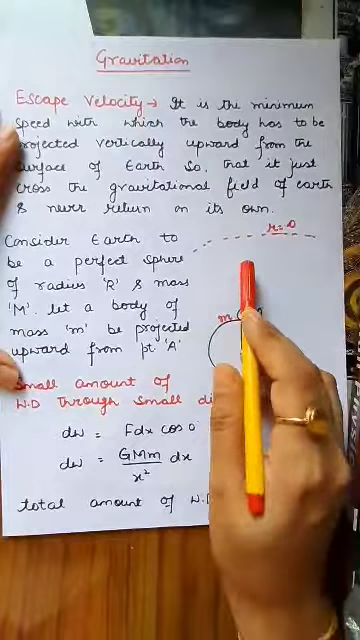 Gravitation
Escape Velocity → It is the minimum
speed with which the body has to be
projected vertically upward from the
surface of Earth so, that it just
cross the gravitational field of earth
& never return on its own.
Consider Earth to
be a perfect sphere
of radius 'R' & mass
'M'. let a body of
mass 'm' be projected
upward from pt 'A'
m
Small amount of
W.D through small
dw = Fdx cos 0
dw = GMm/x² dx
total amount of W.D